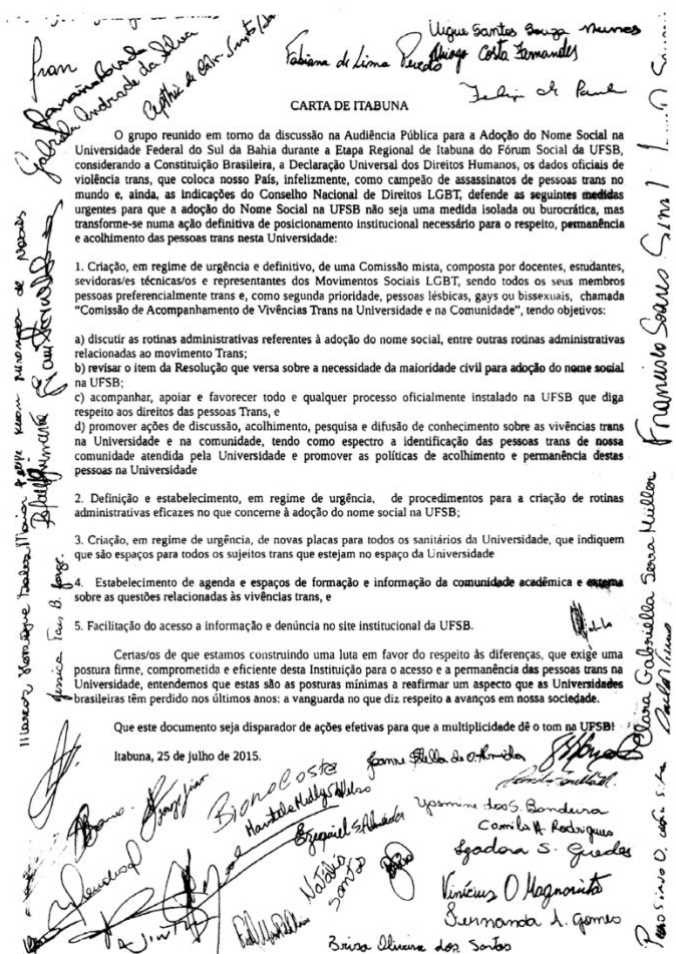 Uigue Santos Souza Nunes
Fabiana de Lima
Thiago Costa Fernandes
Felipe de Paula
Fran
Gabriela Andrade da Silva
CARTA DE ITABUNA
O grupo reunido em torno da discussão na Audiência Pública para a Adoção do Nome Social na
Universidade Federal do Sul da Bahia durante a Etapa Regional de Itabuna do Fórum Social da UFSB,
considerando a Constituição Brasileira, a Declaração Universal dos Direitos Humanos, os dados oficiais de
violência trans, que coloca nosso País, infelizmente, como campeão de assassinatos de pessoas trans no
mundo e, ainda, as indicações do Conselho Nacional de Direitos LGBT, defende as seguintes medidas
urgentes para que a adoção do Nome Social na UFSB não seja uma medida isolada ou burocrática, mas
transforme-se numa ação definitiva de posicionamento institucional necessário para o respeito, permanência
e acolhimento das pessoas trans nesta Universidade:
1. Criação, em regime de urgência e definitivo, de uma Comissão mista, composta por docentes, estudantes,
sevidoras/es técnicas/os e representantes dos Movimentos Sociais LGBT, sendo todos os seus membros
pessoas preferencialmente trans e, como segunda prioridade, pessoas lésbicas, gays ou bissexuais, chamada
“Comissão de Acompanhamento de Vivências Trans na Universidade e na Comunidade”, tendo objetivos:
a) discutir as rotinas administrativas referentes à adoção do nome social, entre outras rotinas administrativas
relacionadas ao movimento Trans;
b) revisar o item da Resolução que versa sobre a necessidade da maioridade civil para adoção do nome social
na UFSB;
c) acompanhar, apoiar e favorecer todo e qualquer processo oficialmente instalado na UFSB que diga
respeito aos direitos das pessoas Trans, e
d) promover ações de discussão, acolhimento, pesquisa e difusão de conhecimento sobre as vivências trans
na Universidade e na comunidade, tendo como espectro a identificação das pessoas trans de nossa
comunidade atendida pela Universidade e promover as políticas de acolhimento e permanência destas
pessoas na Universidade
2. Definição e estabelecimento, em regime de urgência, de procedimentos para a criação de rotinas
administrativas eficazes no que concerne à adoção do nome social na UFSB;
3. Criação, em regime de urgência, de novas placas para todos os sanitários da Universidade, que indiquem
que são espaços para todos os sujeitos trans que estejam no espaço da Universidade
4. Estabelecimento de agenda e espaços de formação e informação da comunidade acadêmica e externa
sobre as questões relacionadas às vivências trans, e
5. Facilitação do acesso a informação e denúncia no site institucional da UFSB.
Certas/os de que estamos construindo uma luta em favor do respeito às diferenças, que exige uma
postura firme, comprometida e eficiente desta Instituição para o acesso e a permanência das pessoas trans na
Universidade, entendemos que estas são as posturas mínimas a reafirmar um aspecto que as Universidades
brasileiras têm perdido nos últimos anos: a vanguarda no que diz respeito a avanços em nossa sociedade.
Que este documento seja disparador de ações efetivas para que a multiplicidade dê o tom na UFSB!
Itabuna, 25 de julho de 2015.
Francisco Soares
Clara Gabriella Serra Müller
Jessica Tais B. Jorge
Joanne Stella de O. Almeida
Yasmine dos S. Bandeira
Camila A. Rodrigues
Isadora S. Guedes
Vinícius O Magnavita
Fernanda A. Gomes
Brisa Oliveira dos Santos
Ezequiel S. Almeida
Natália
Santos